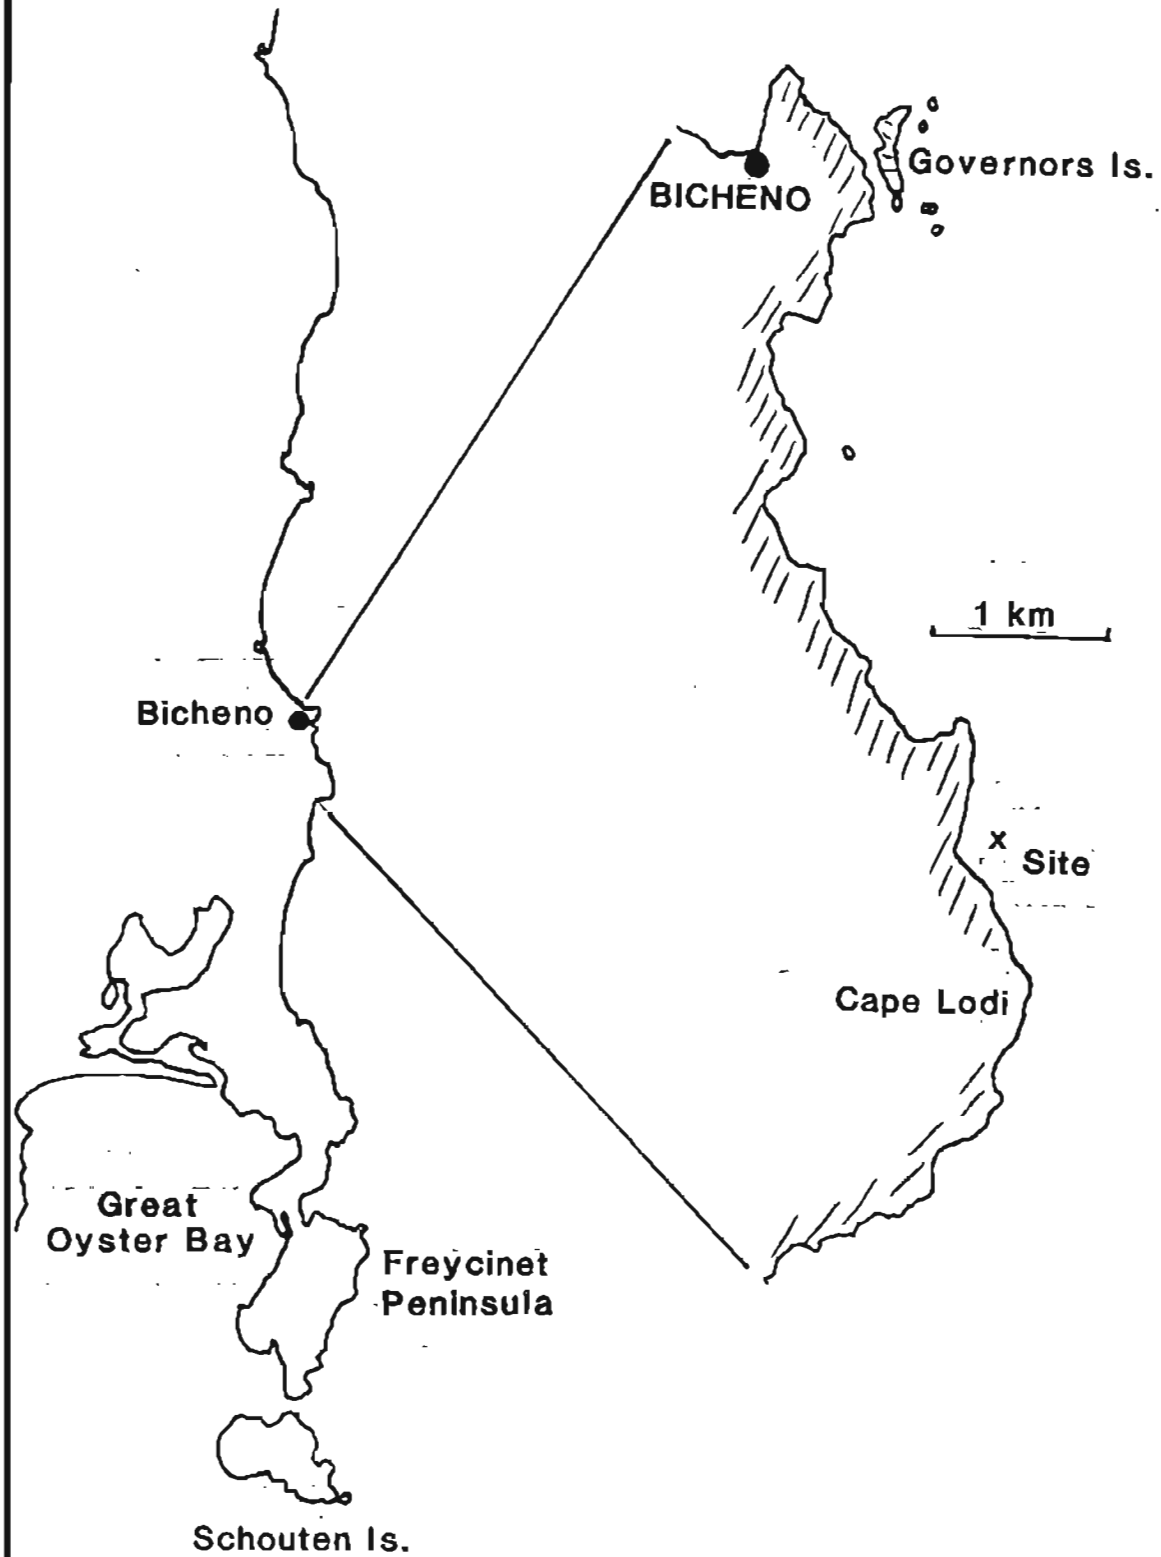 Governors Is.
BICHENO
1 km
Bicheno
x
Site
Cape Lodi
Great
Oyster Bay
Freycinet
Peninsula
Schouten Is.